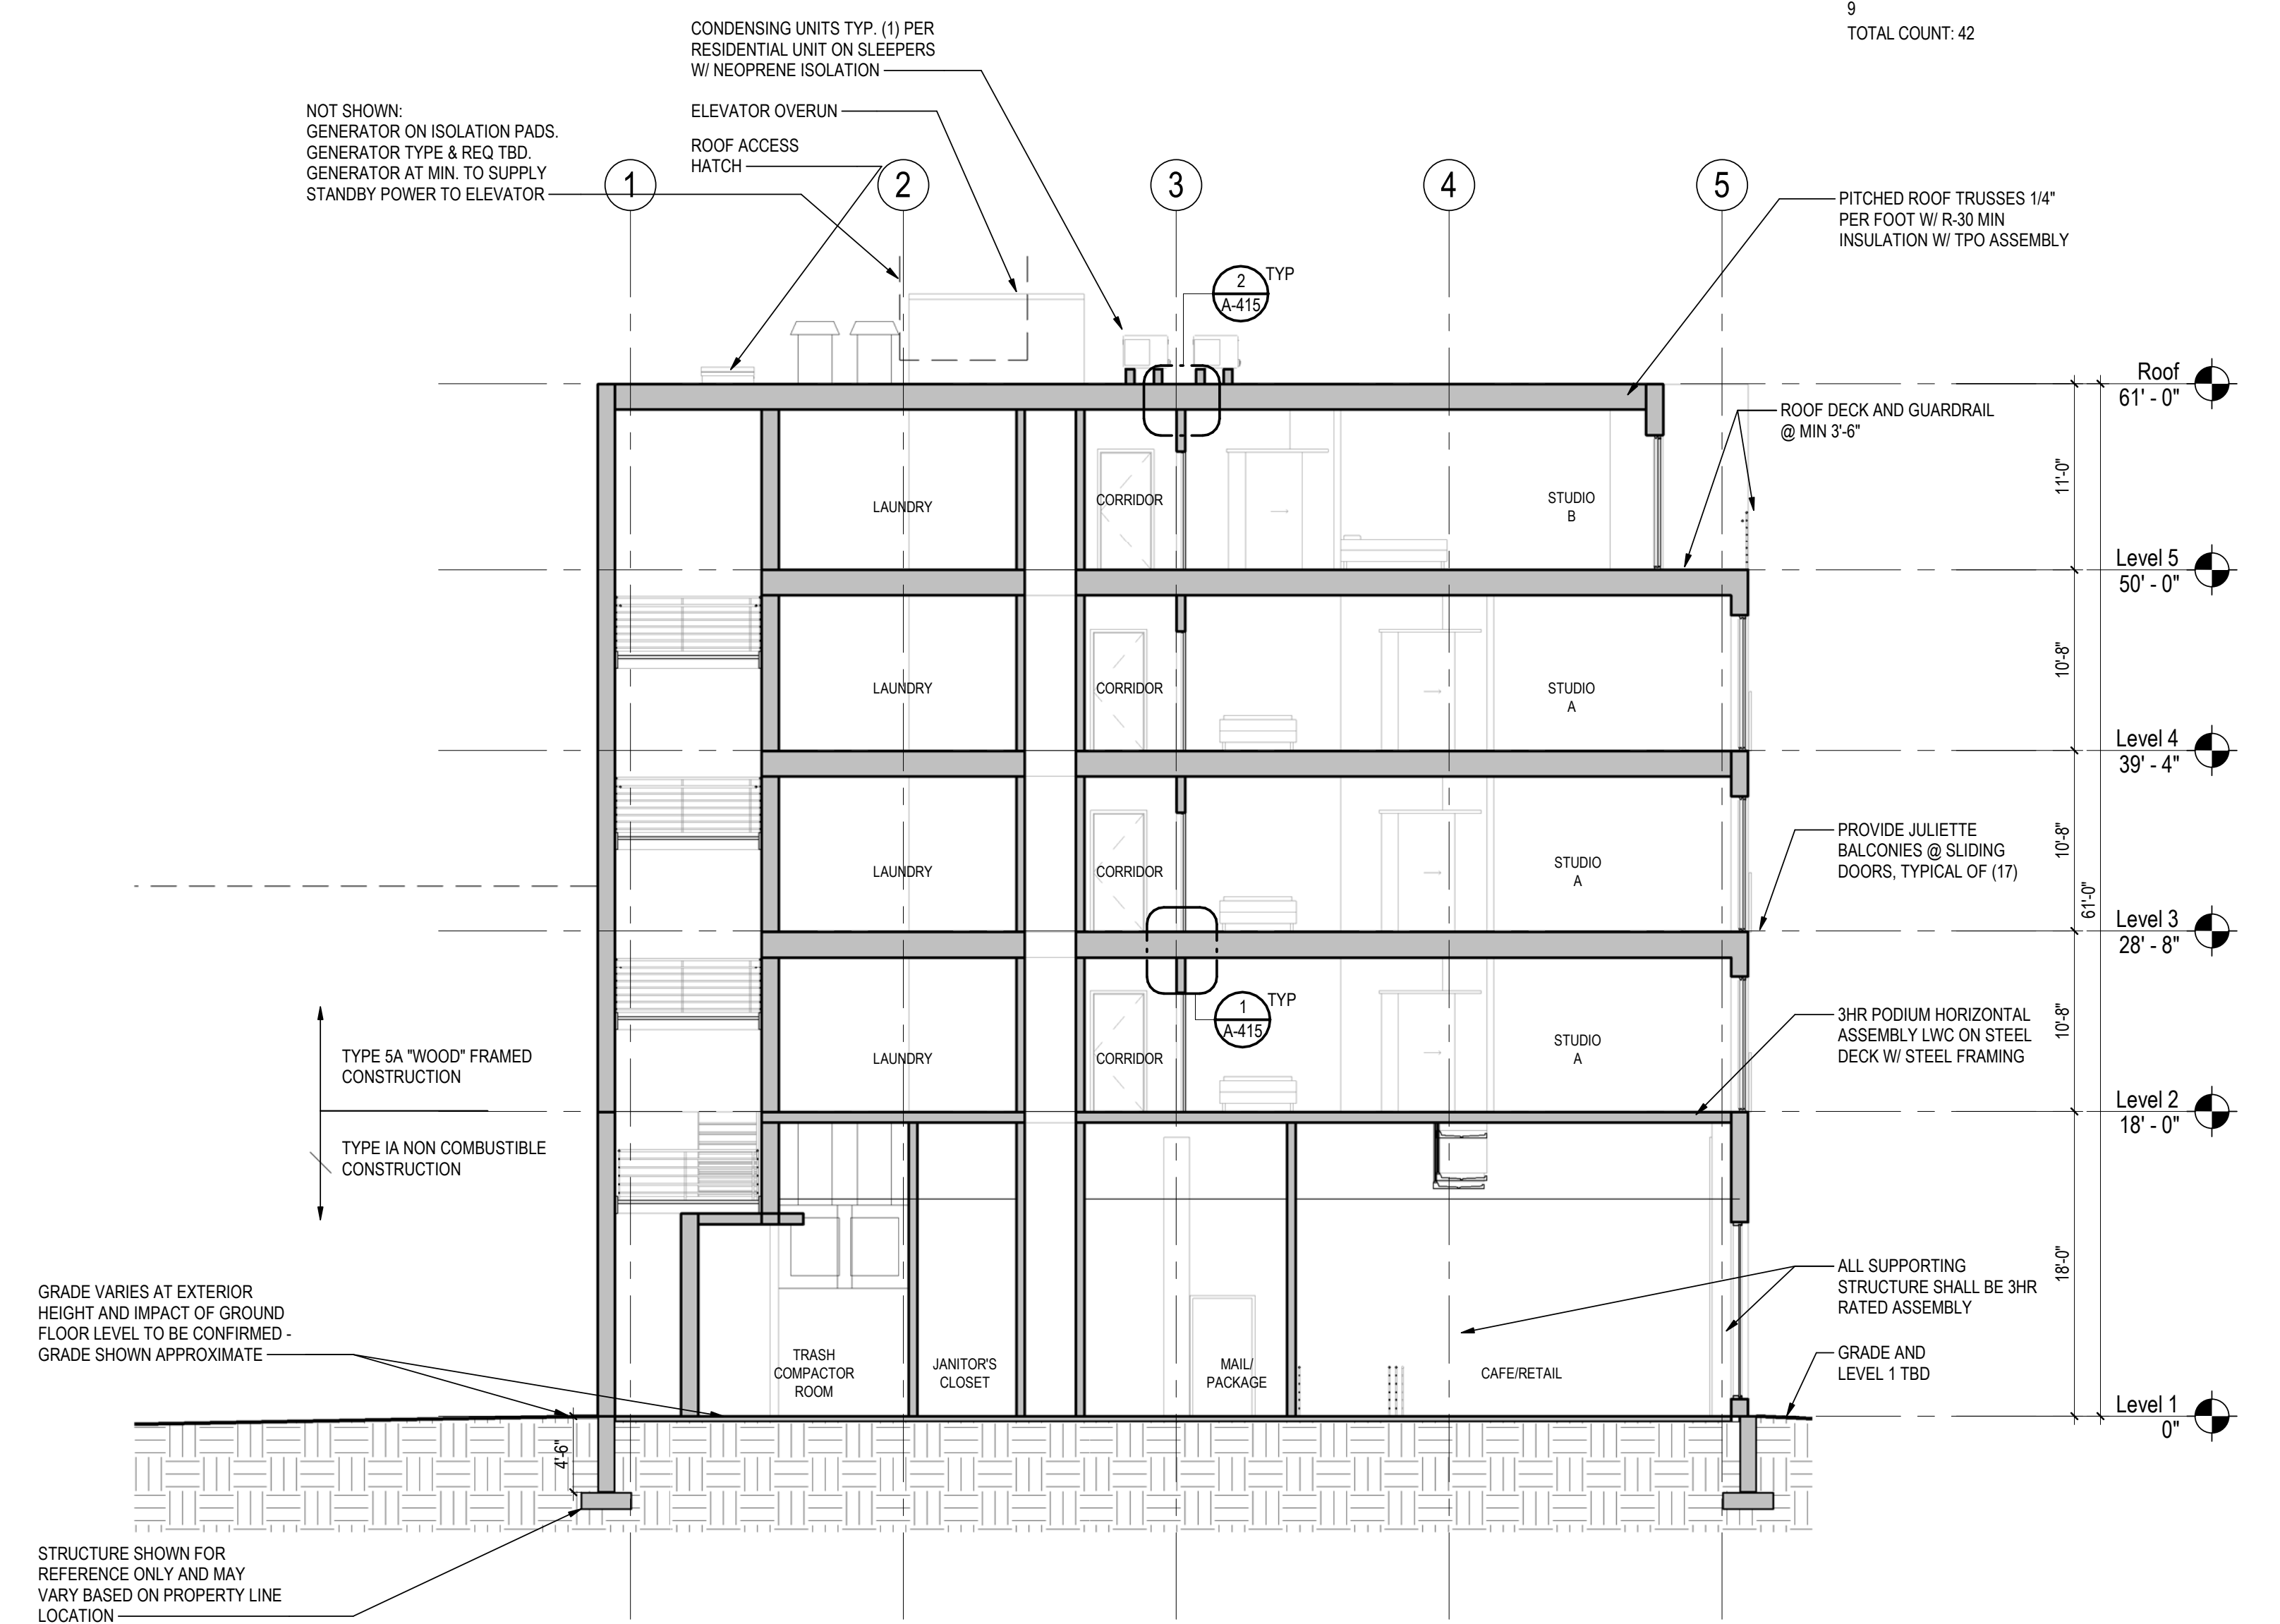 9
TOTAL COUNT: 42
CONDENSING UNITS TYP. (1) PER
RESIDENTIAL UNIT ON SLEEPERS
W/ NEOPRENE ISOLATION
ELEVATOR OVERUN
ROOF ACCESS
HATCH
NOT SHOWN:
GENERATOR ON ISOLATION PADS.
GENERATOR TYPE & REQ TBD.
GENERATOR AT MIN. TO SUPPLY
STANDBY POWER TO ELEVATOR
1
2
3
4
5
PITCHED ROOF TRUSSES 1/4"
PER FOOT W/ R-30 MIN
INSULATION W/ TPO ASSEMBLY
2
A-415
TYP
Roof
61' - 0"
ROOF DECK AND GUARDRAIL
@ MIN 3'-6"
11'-0"
LAUNDRY
CORRIDOR
STUDIO
B
Level 5
50' - 0"
10'-8"
LAUNDRY
CORRIDOR
STUDIO
A
Level 4
39' - 4"
PROVIDE JULIETTE
BALCONIES @ SLIDING
DOORS, TYPICAL OF (17)
10'-8"
61'-0"
LAUNDRY
CORRIDOR
STUDIO
A
Level 3
28' - 8"
1
A-415
TYP
3HR PODIUM HORIZONTAL
ASSEMBLY LWC ON STEEL
DECK W/ STEEL FRAMING
10'-8"
TYPE 5A "WOOD" FRAMED
CONSTRUCTION
LAUNDRY
CORRIDOR
STUDIO
A
Level 2
18' - 0"
TYPE IA NON COMBUSTIBLE
CONSTRUCTION
18'-0"
ALL SUPPORTING
STRUCTURE SHALL BE 3HR
RATED ASSEMBLY
GRADE VARIES AT EXTERIOR
HEIGHT AND IMPACT OF GROUND
FLOOR LEVEL TO BE CONFIRMED -
GRADE SHOWN APPROXIMATE
TRASH
COMPACTOR
ROOM
JANITOR'S
CLOSET
MAIL/
PACKAGE
CAFE/RETAIL
GRADE AND
LEVEL 1 TBD
Level 1
0"
4'-6"
STRUCTURE SHOWN FOR
REFERENCE ONLY AND MAY
VARY BASED ON PROPERTY LINE
LOCATION